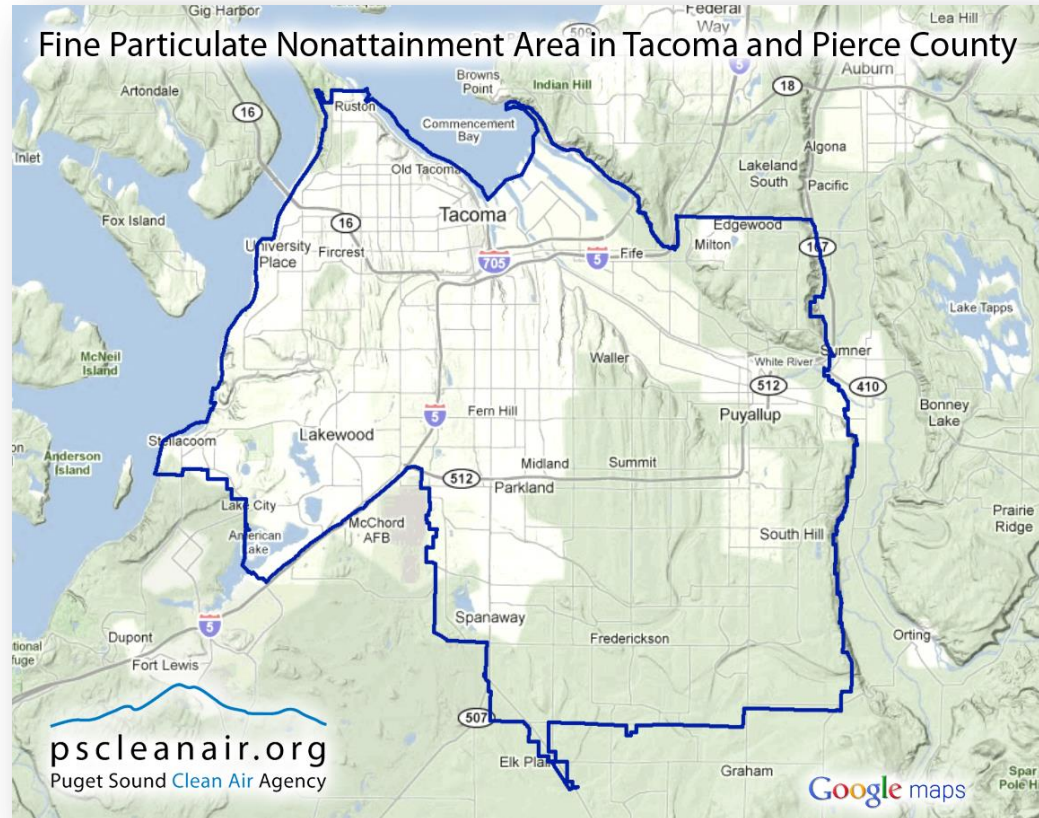 Gig Harbor
Federal
Way
Lea Hill
509
Fine Particulate Nonattainment Area in Tacoma and Pierce County
5
Auburn
Browns
Point
Indian Hill
18
Artondale
16
Ruston
Commencement
Bay
Algona
Inlet
Old Tacoma
Lakeland
South
Pacific
Fox Island
Tacoma
16
Edgewood
Milton
167
University
Place
Fircrest
705
5
Fife
Lake Tapps
McNeil
Island
Waller
White River
Sumner
512
410
Bonney
Lake
5
Fern Hill
Puyallup
Steilacoom
Lakewood
Anderson
Island
Midland
Summit
512
Parkland
Lake City
McChord
AFB
American
Lake
South Hill
Prairie
Ridge
Spanaway
5
Dupont
Frederickson
Orting
Fort Lewis
507
pscleanair.org
Puget Sound Clean Air Agency
Elk Plain
Graham
Google maps